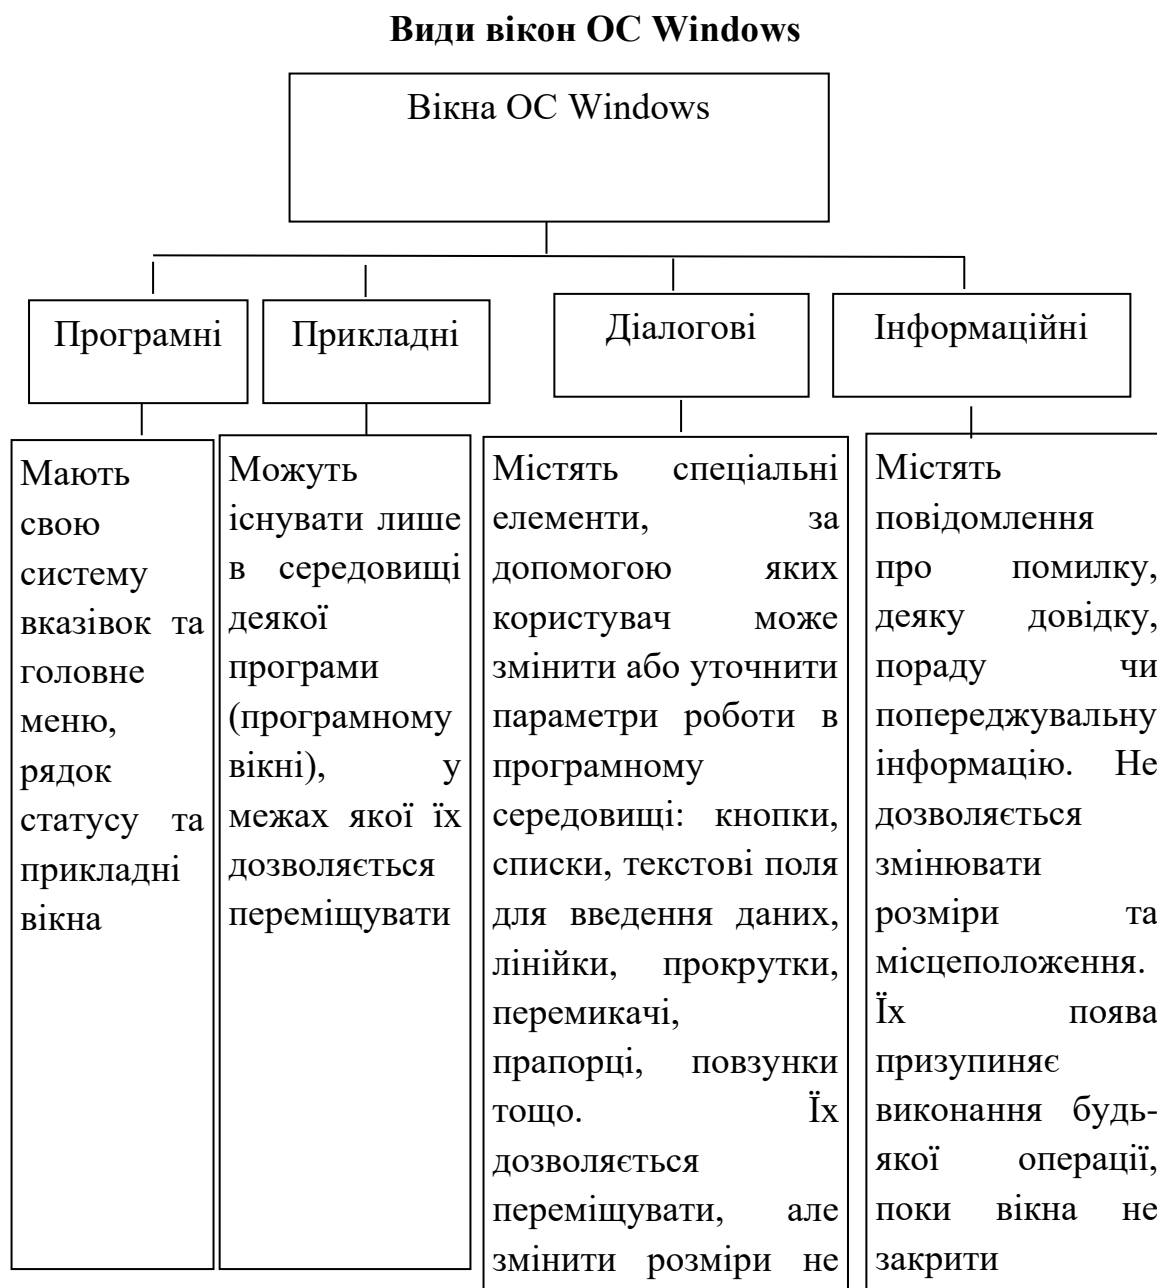 Види вікон ОС Windows
Вікна ОС Windows
Програмні
Прикладні
Діалогові
Інформаційні
Мають
свою
систему
вказівок та
головне
меню,
рядок
статусу та
прикладні
вікна
Можуть
існувати лише
в середовищі
деякої
програми
(програмному
вікні), у
межах якої їх
дозволяється
переміщувати
Містять спеціальні
елементи, за
допомогою яких
користувач може
змінити або уточнити
параметри роботи в
програмному
середовищі: кнопки,
списки, текстові поля
для введення даних,
лінійки, прокрутки,
перемикачі,
прапорці, повзунки
тощо. Їх
дозволяється
переміщувати, але
змінити розміри не
Містять
повідомлення
про помилку,
деяку довідку,
пораду чи
попереджувальну
інформацію. Не
дозволяється
змінювати
розміри та
місцеположення.
Їх поява
призупиняє
виконання будь-
якої операції,
поки вікна не
закрити